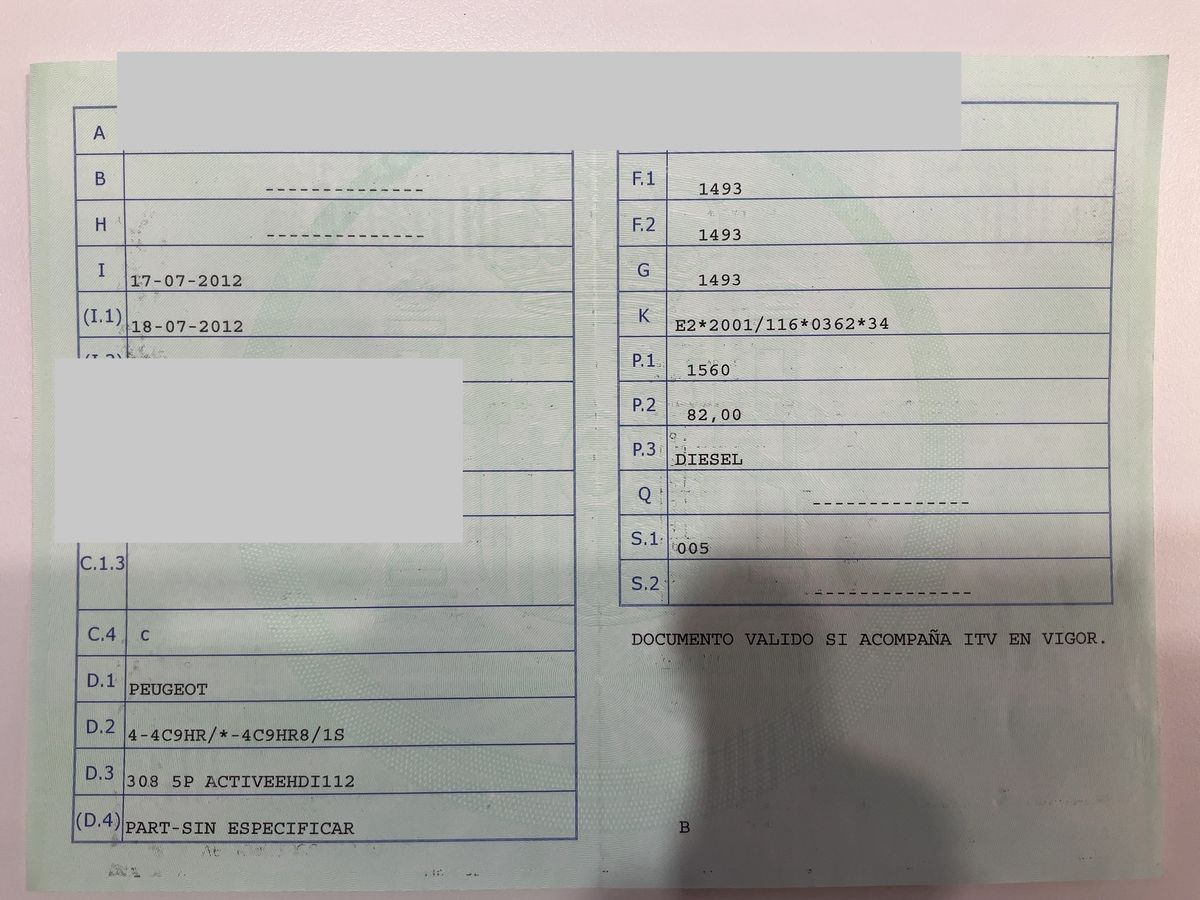 A
B --------------
H --------------
I 17-07-2012
(I.1) 18-07-2012
C.1.3
C.4 c
D.1 PEUGEOT
D.2 4-4C9HR/*-4C9HR8/1S
D.3 308 5P ACTIVEEHDI112
(D.4) PART-SIN ESPECIFICAR
F.1 1493
F.2 1493
G 1493
K E2*2001/116*0362*34
P.1 1560
P.2 82,00
P.3 DIESEL
Q --------------
S.1 005
S.2 --------------
DOCUMENTO VALIDO SI ACOMPAÑA ITV EN VIGOR.
B